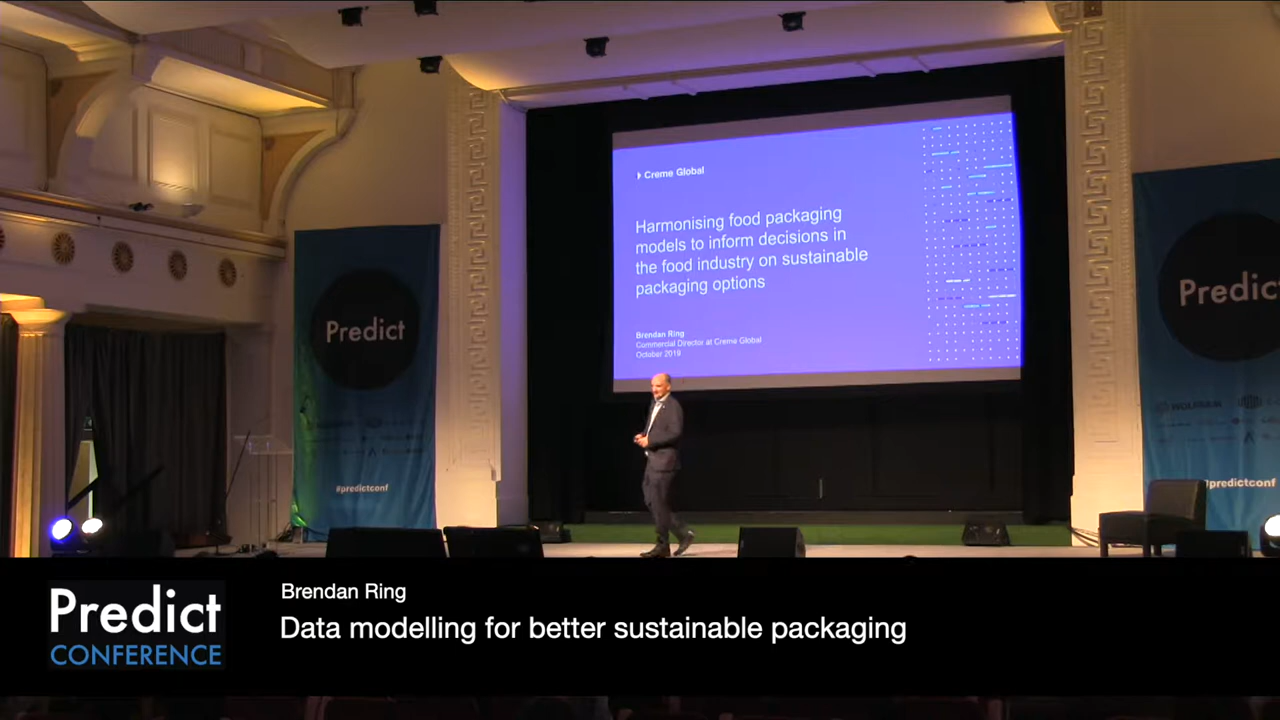 Creme Global
Harmonising food packaging
models to inform decisions in
the food industry on sustainable
packaging options
Brendan Ring
Commercial Director at Creme Global
October 2019
Predict
#predictconf
Predic
WOLFRAM
#predictconf
Predict
CONFERENCE
Brendan Ring
Data modelling for better sustainable packaging